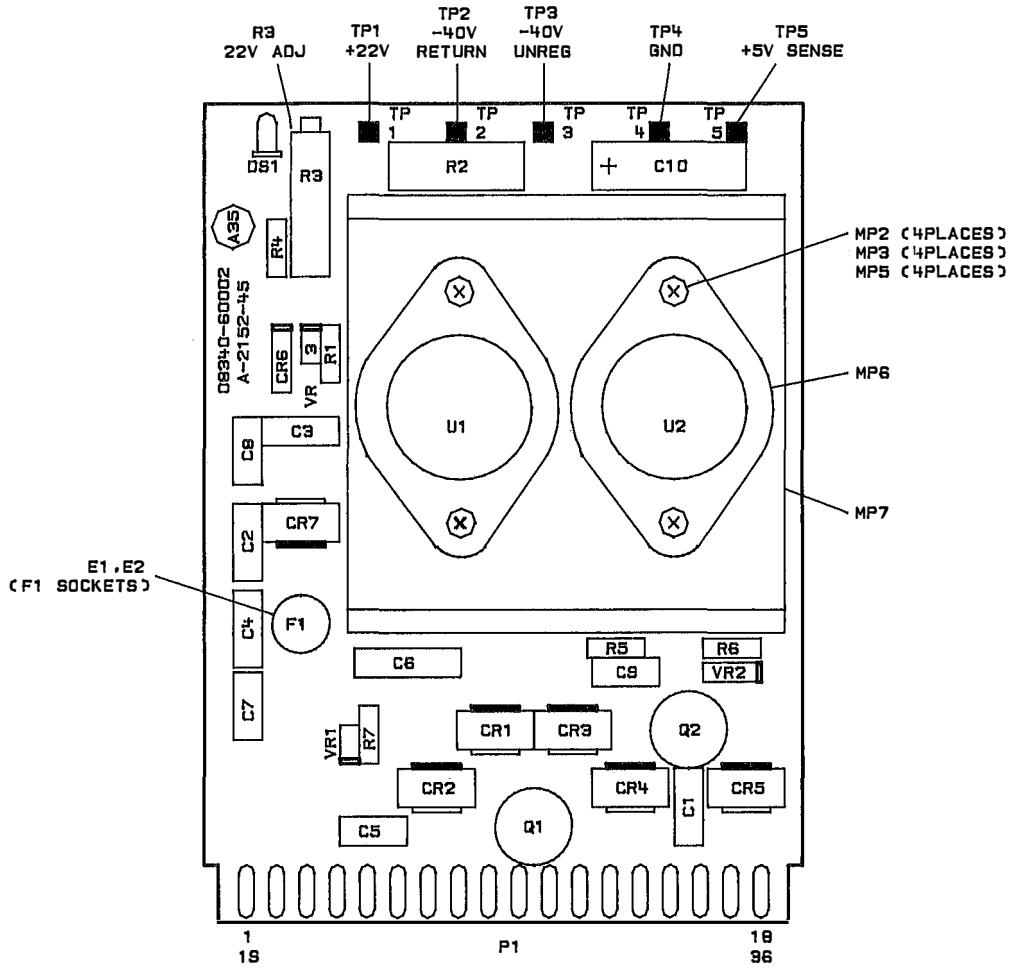 R3
22V ADJ
TP1
+22V
TP2
-40V
RETURN
TP3
-40V
UNREG
TP4
GND
TP5
+5V SENSE
TP
1
TP
2
TP
3
TP
4
TP
5
DS1
R3
R2
+ C10
A35
R4
08340-60002
A-2152-45
CR6
VR
3
R1
MP2 (4PLACES)
MP3 (4PLACES)
MP5 (4PLACES)
MP6
C8
C3
U1
U2
MP7
C2
CR7
E1,E2
(F1 SOCKETS)
C4
F1
R5
R6
C6
C9
VR2
C7
VR1
R7
CR1
CR3
Q2
CR2
CR4
C1
CR5
C5
Q1
1
19
P1
18
36